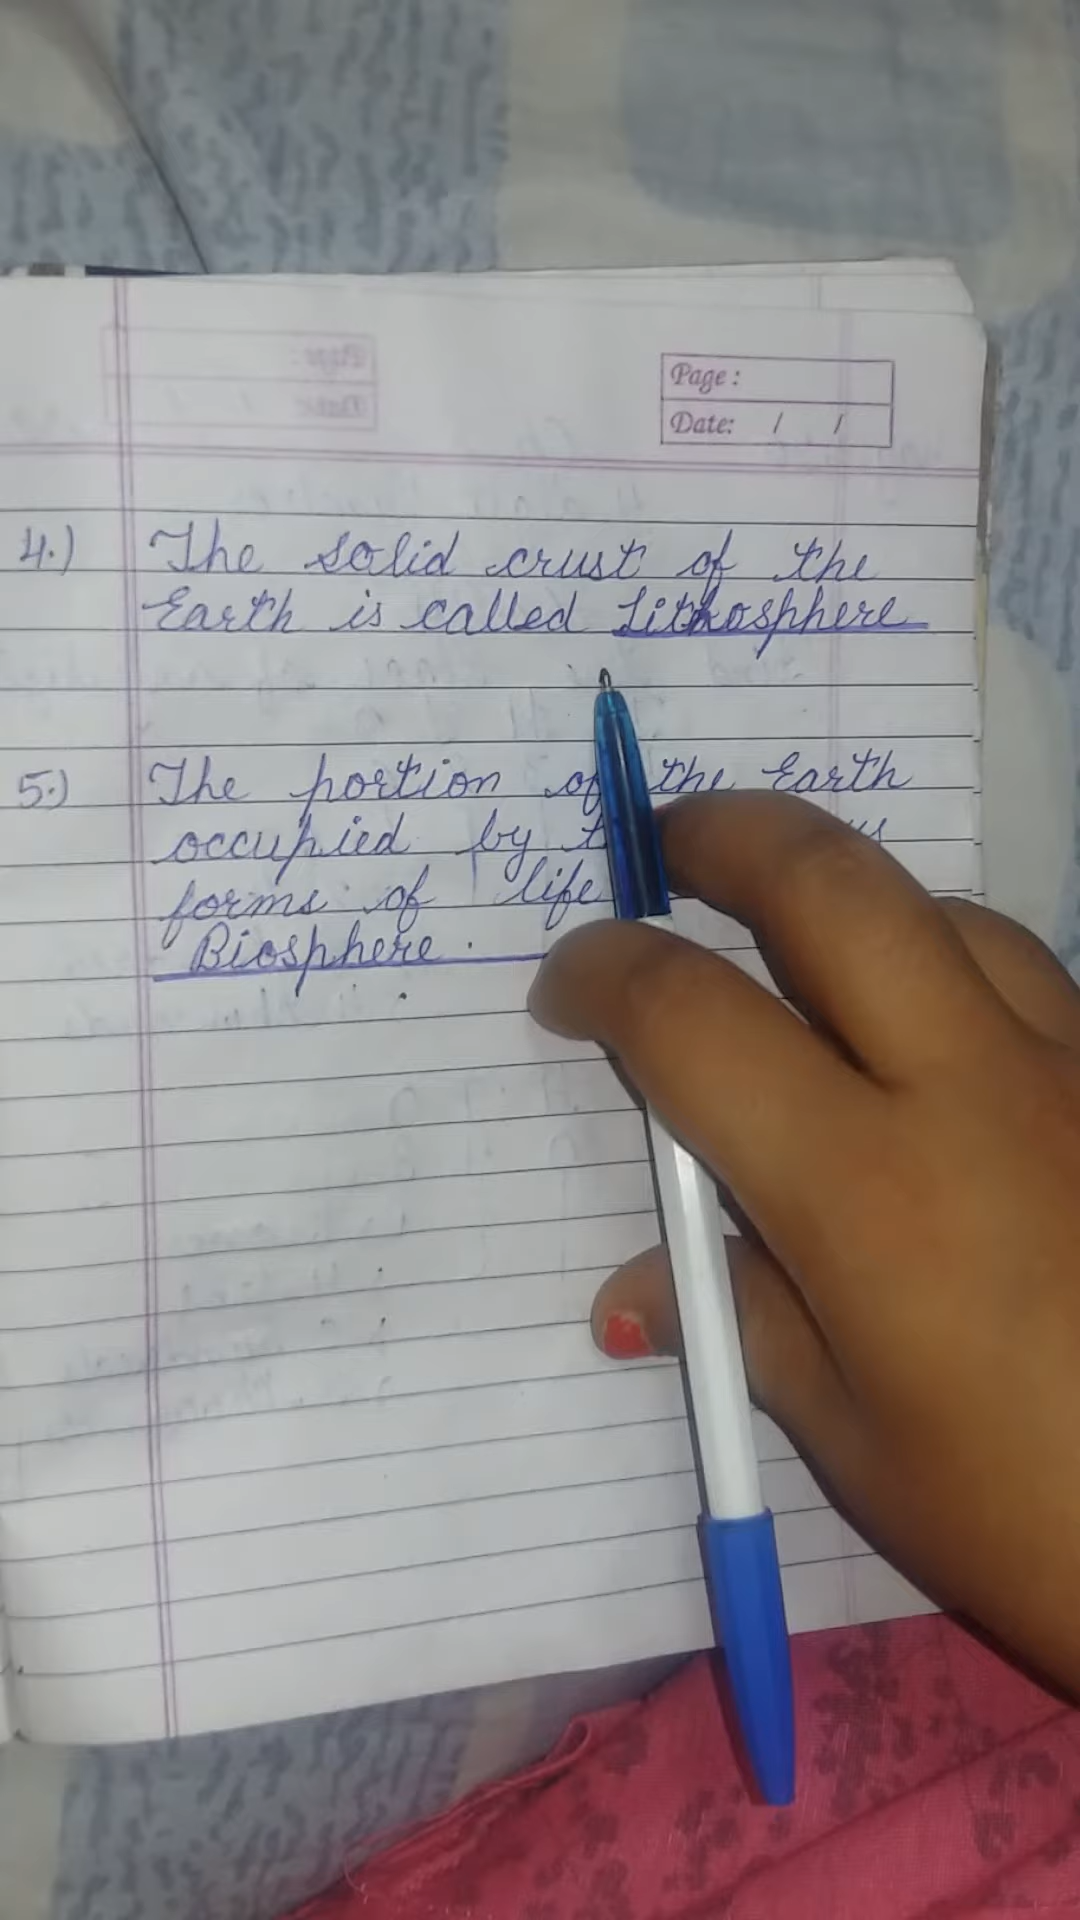 Page :
Date: / /
4.) The solid crust of the
Earth is called Lithosphere
5.) The portion of the Earth
occupied by
forms of life
Biosphere.